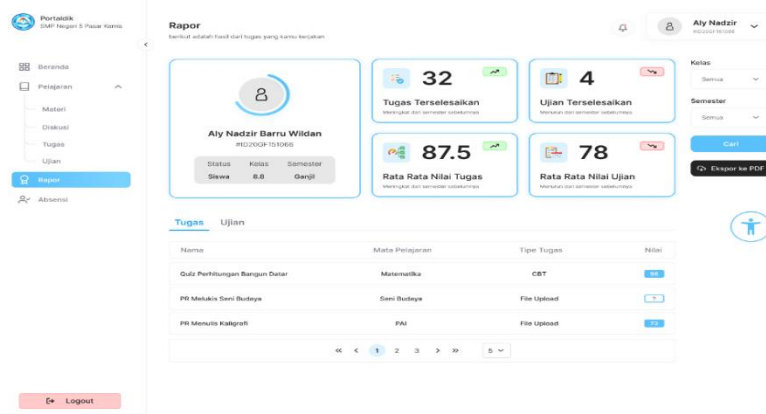 Portaldik
SMP Negeri 5 Pasar Kamis
Beranda
Pelajaran
Materi
Diskusi
Tugas
Ujian
Rapor
Absensi
Logout
Rapor
berikut adalah hasil dari tugas yang kamu kerjakan
Aly Nadzir
Aly Nadzir Barru Wildan
#ID20GF151066
Status Kelas Semester
Siswa 8.8 Ganjil
32
Tugas Terselesaikan
Meningkat dari semester sebelumnya
4
Ujian Terselesaikan
Menurun dari semester sebelumnya
87.5
Rata Rata Nilai Tugas
Meningkat dari semester sebelumnya
78
Rata Rata Nilai Ujian
Menurun dari semester sebelumnya
Kelas
Semua
Semester
Semua
Cari
Ekspor ke PDF
Tugas Ujian
Nama Mata Pelajaran Tipe Tugas Nilai
Quiz Perhitungan Bangun Datar Matematika CBT
PR Melukis Seni Budaya Seni Budaya File Upload ?
PR Menulis Kaligrafi PAI File Upload 72
« < 1 2 3 > » 5